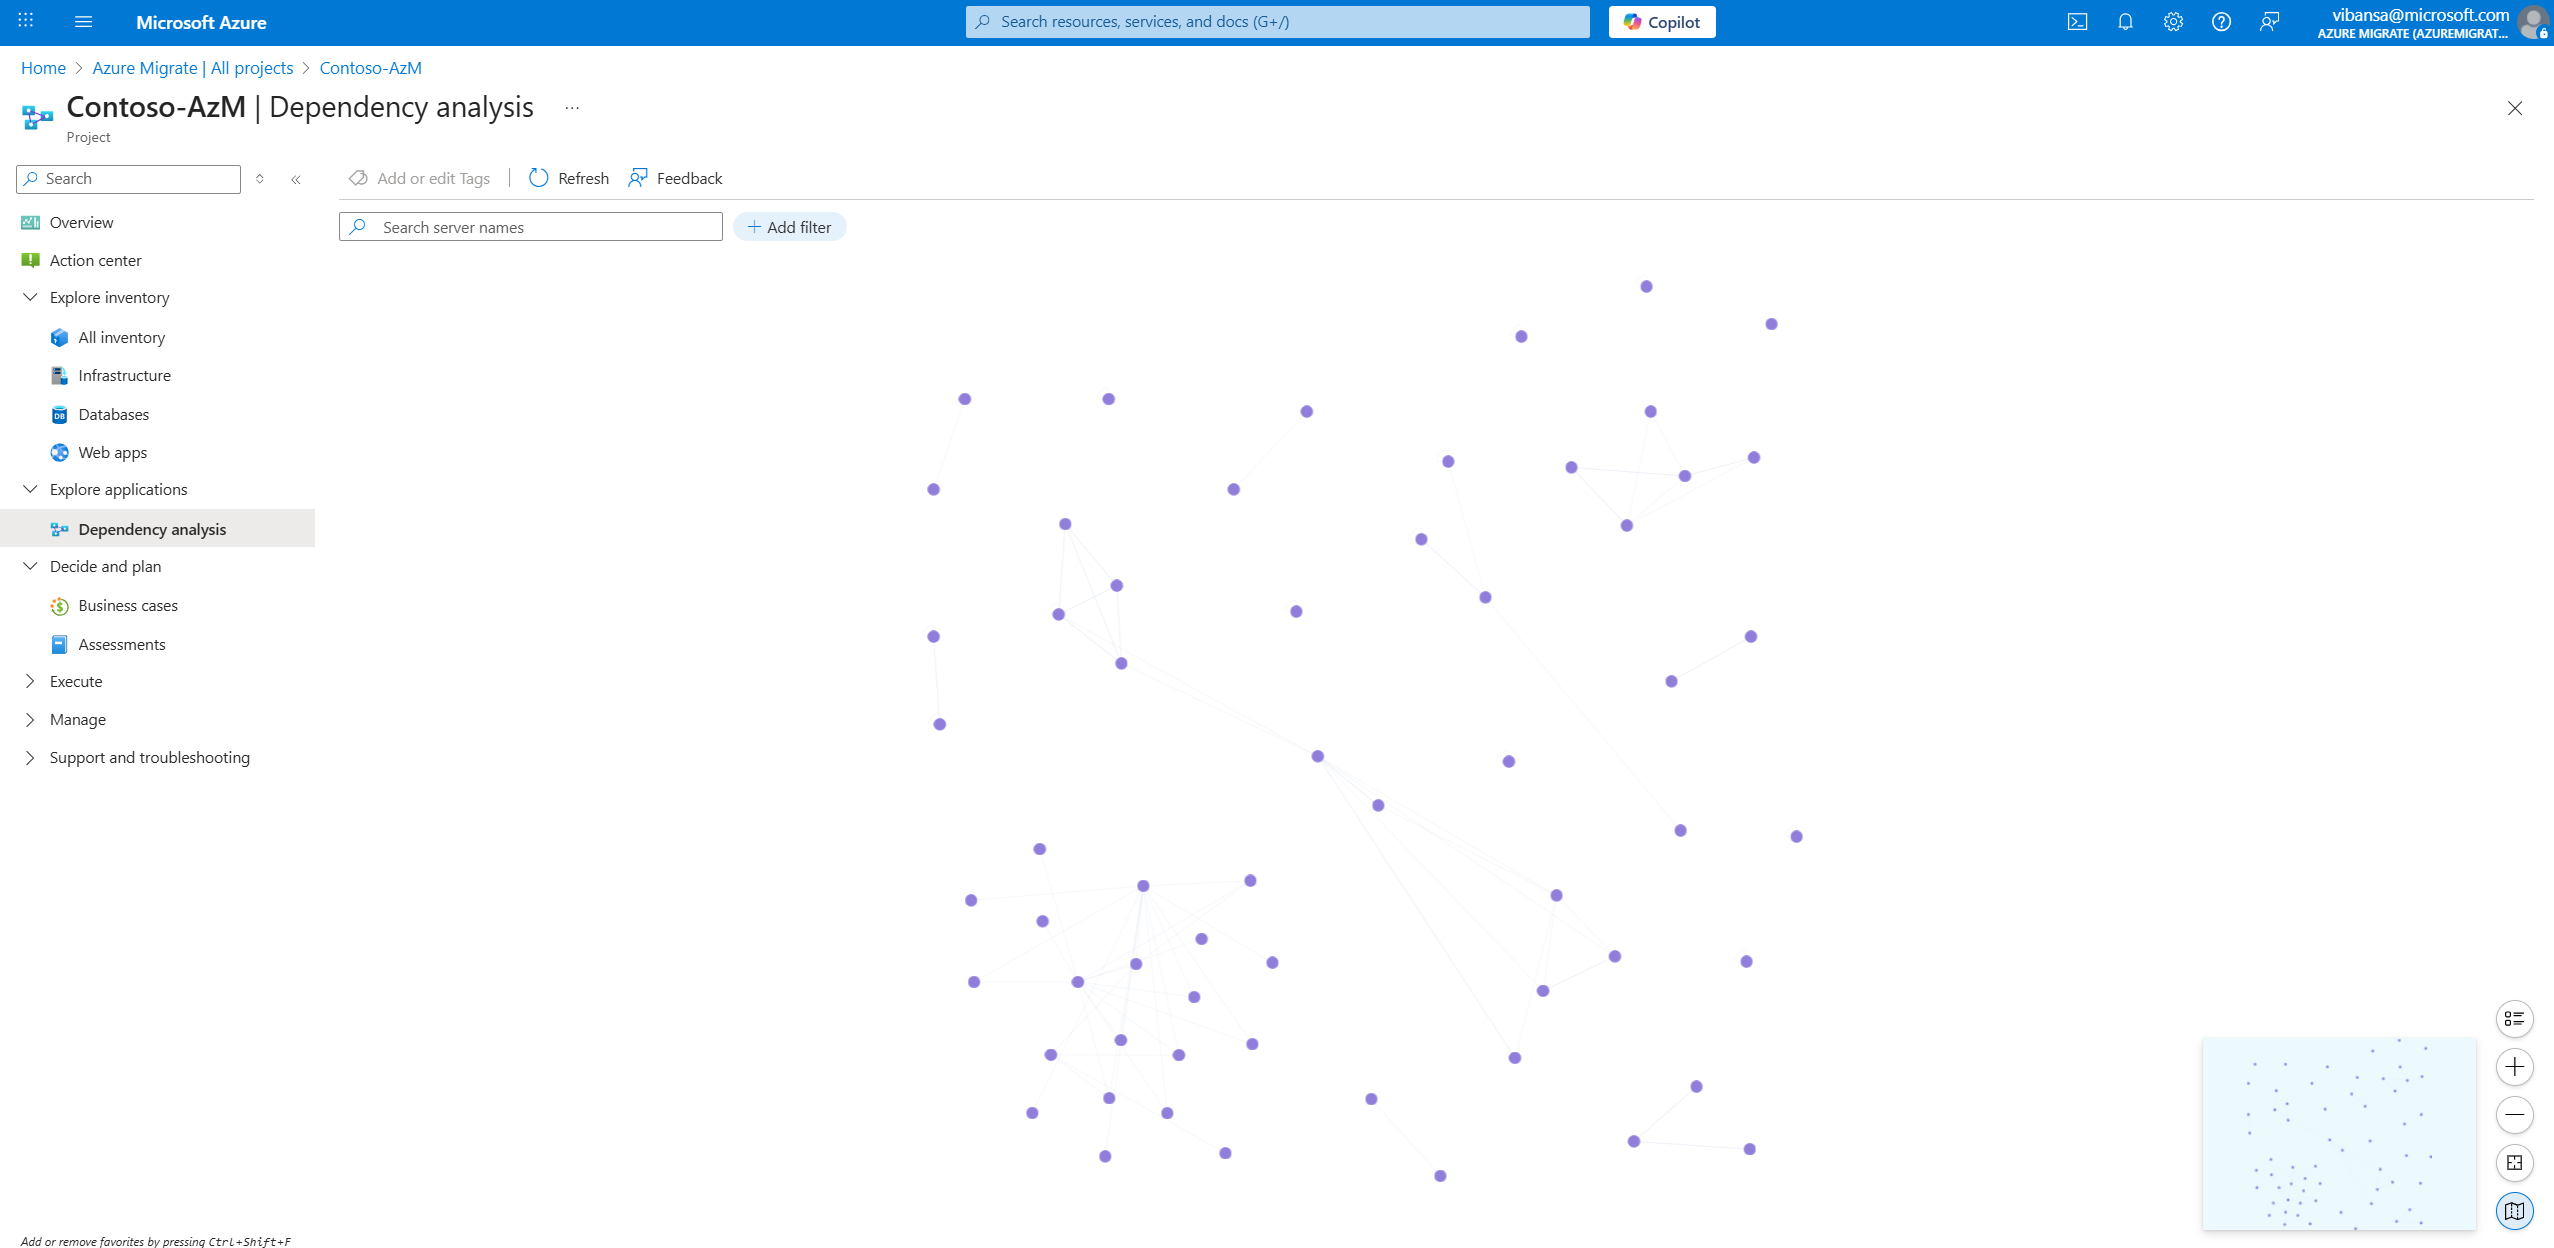 Microsoft Azure
Search resources, services, and docs (G+/)
Copilot
vibansa@microsoft.com
AZURE MIGRATE (AZUREMIGRAT...
Home > Azure Migrate | All projects > Contoso-AzM
Contoso-AzM | Dependency analysis ...
Project
Search
Add or edit Tags
Refresh
Feedback
Search server names
Add filter
Overview
Action center
Explore inventory
All inventory
Infrastructure
Databases
Web apps
Explore applications
Dependency analysis
Decide and plan
Business cases
Assessments
Execute
Manage
Support and troubleshooting
Add or remove favorites by pressing Ctrl+Shift+F